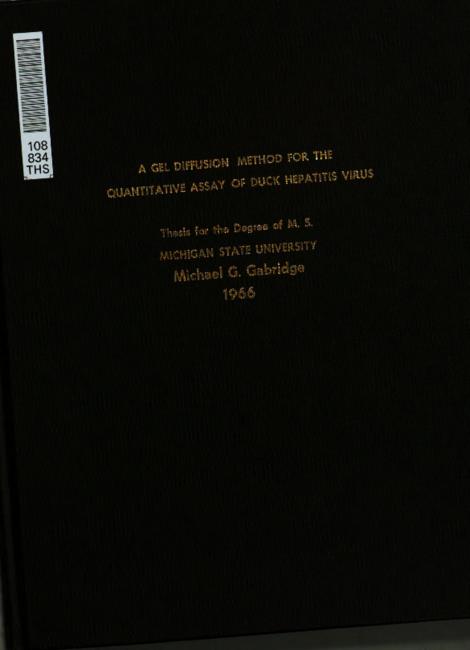 108
834
THS
A GEL DIFFUSION METHOD FOR THE
QUANTITATIVE ASSAY OF DUCK HEPATITIS VIRUS
Thesis for the Degree of M. S.
MICHIGAN STATE UNIVERSITY
Michael G. Gabridge
1966